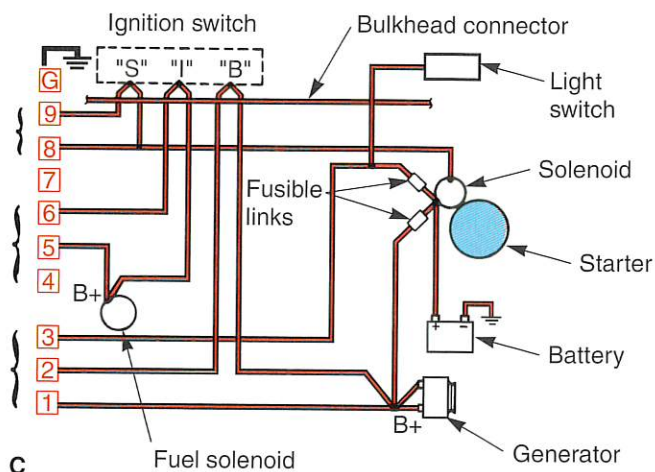 Ignition switch
Bulkhead connector
"S" "I" "B"
G
9
8
7
6
5
4
3
2
1
Light
switch
Solenoid
Fusible
links
Starter
B+
+ −
Battery
B+
Generator
C
Fuel solenoid